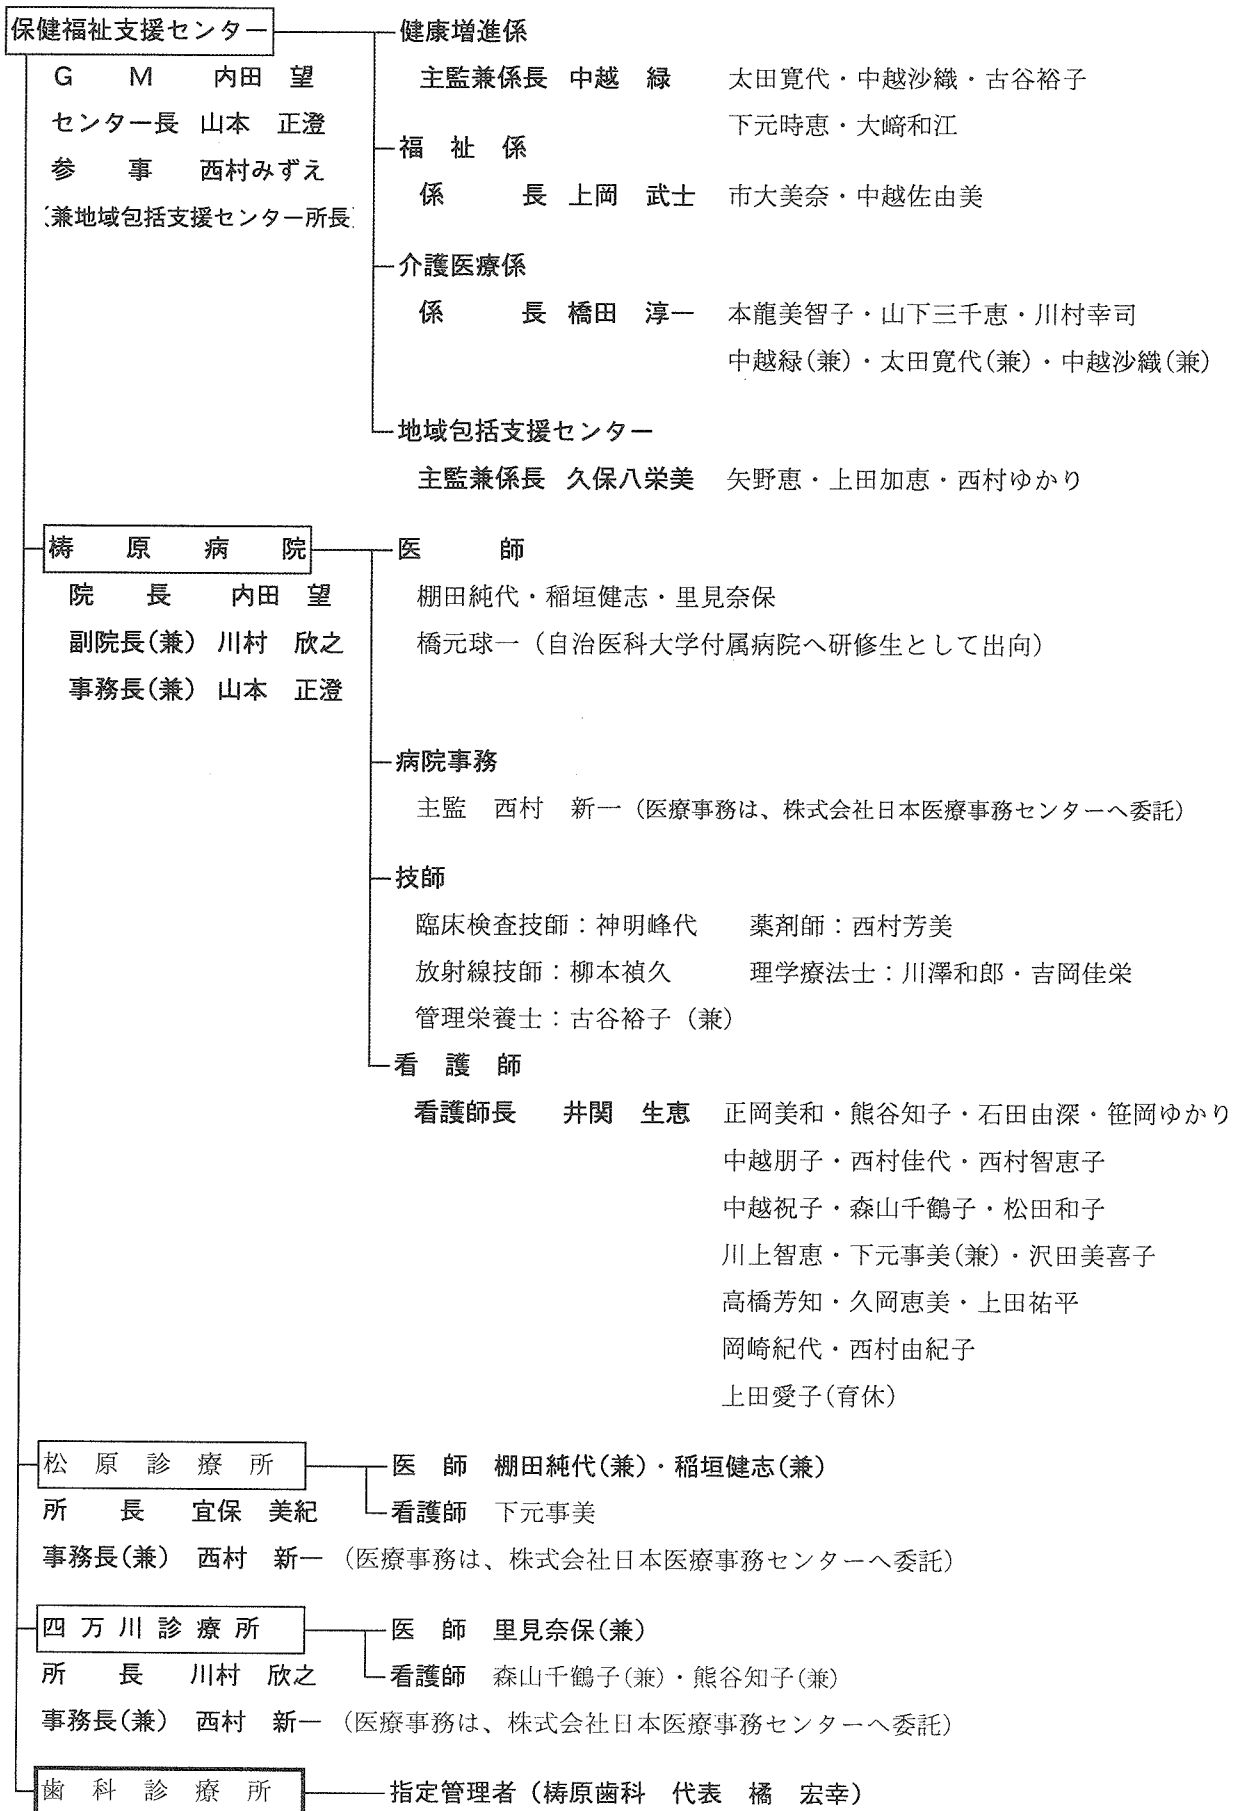 保健福祉支援センター
G　M　内田　望
センター長　山本　正澄
参　事　西村みずえ
（兼地域包括支援センター所長）
健康増進係
主監兼係長　中越　緑　太田寛代・中越沙織・古谷裕子
下元時恵・大﨑和江
福　祉　係
係　長　上岡　武士　市大美奈・中越佐由美
介護医療係
係　長　橋田　淳一　本龍美智子・山下三千恵・川村幸司
中越緑(兼)・太田寛代(兼)・中越沙織(兼)
地域包括支援センター
主監兼係長　久保八栄美　矢野恵・上田加恵・西村ゆかり
梼　原　病　院
院　長　内田　望
副院長(兼)　川村　欣之
事務長(兼)　山本　正澄
医　師
棚田純代・稲垣健志・里見奈保
橋元球一（自治医科大学付属病院へ研修生として出向）
病院事務
主監　西村　新一（医療事務は、株式会社日本医療事務センターへ委託）
技師
臨床検査技師：神明峰代　薬剤師：西村芳美
放射線技師：柳本禎久　理学療法士：川澤和郎・吉岡佳栄
管理栄養士：古谷裕子（兼）
看　護　師
看護師長　井関　生恵　正岡美和・熊谷知子・石田由深・笹岡ゆかり
中越朋子・西村佳代・西村智恵子
中越祝子・森山千鶴子・松田和子
川上智恵・下元事美(兼)・沢田美喜子
高橋芳知・久岡恵美・上田祐平
岡崎紀代・西村由紀子
上田愛子(育休)
松　原　診　療　所
所　長　宜保　美紀
事務長(兼)　西村　新一（医療事務は、株式会社日本医療事務センターへ委託）
医　師　棚田純代(兼)・稲垣健志(兼)
看護師　下元事美
四　万　川　診　療　所
所　長　川村　欣之
事務長(兼)　西村　新一（医療事務は、株式会社日本医療事務センターへ委託）
医　師　里見奈保(兼)
看護師　森山千鶴子(兼)・熊谷知子(兼)
歯　科　診　療　所
指定管理者（梼原歯科　代表　橘　宏幸）